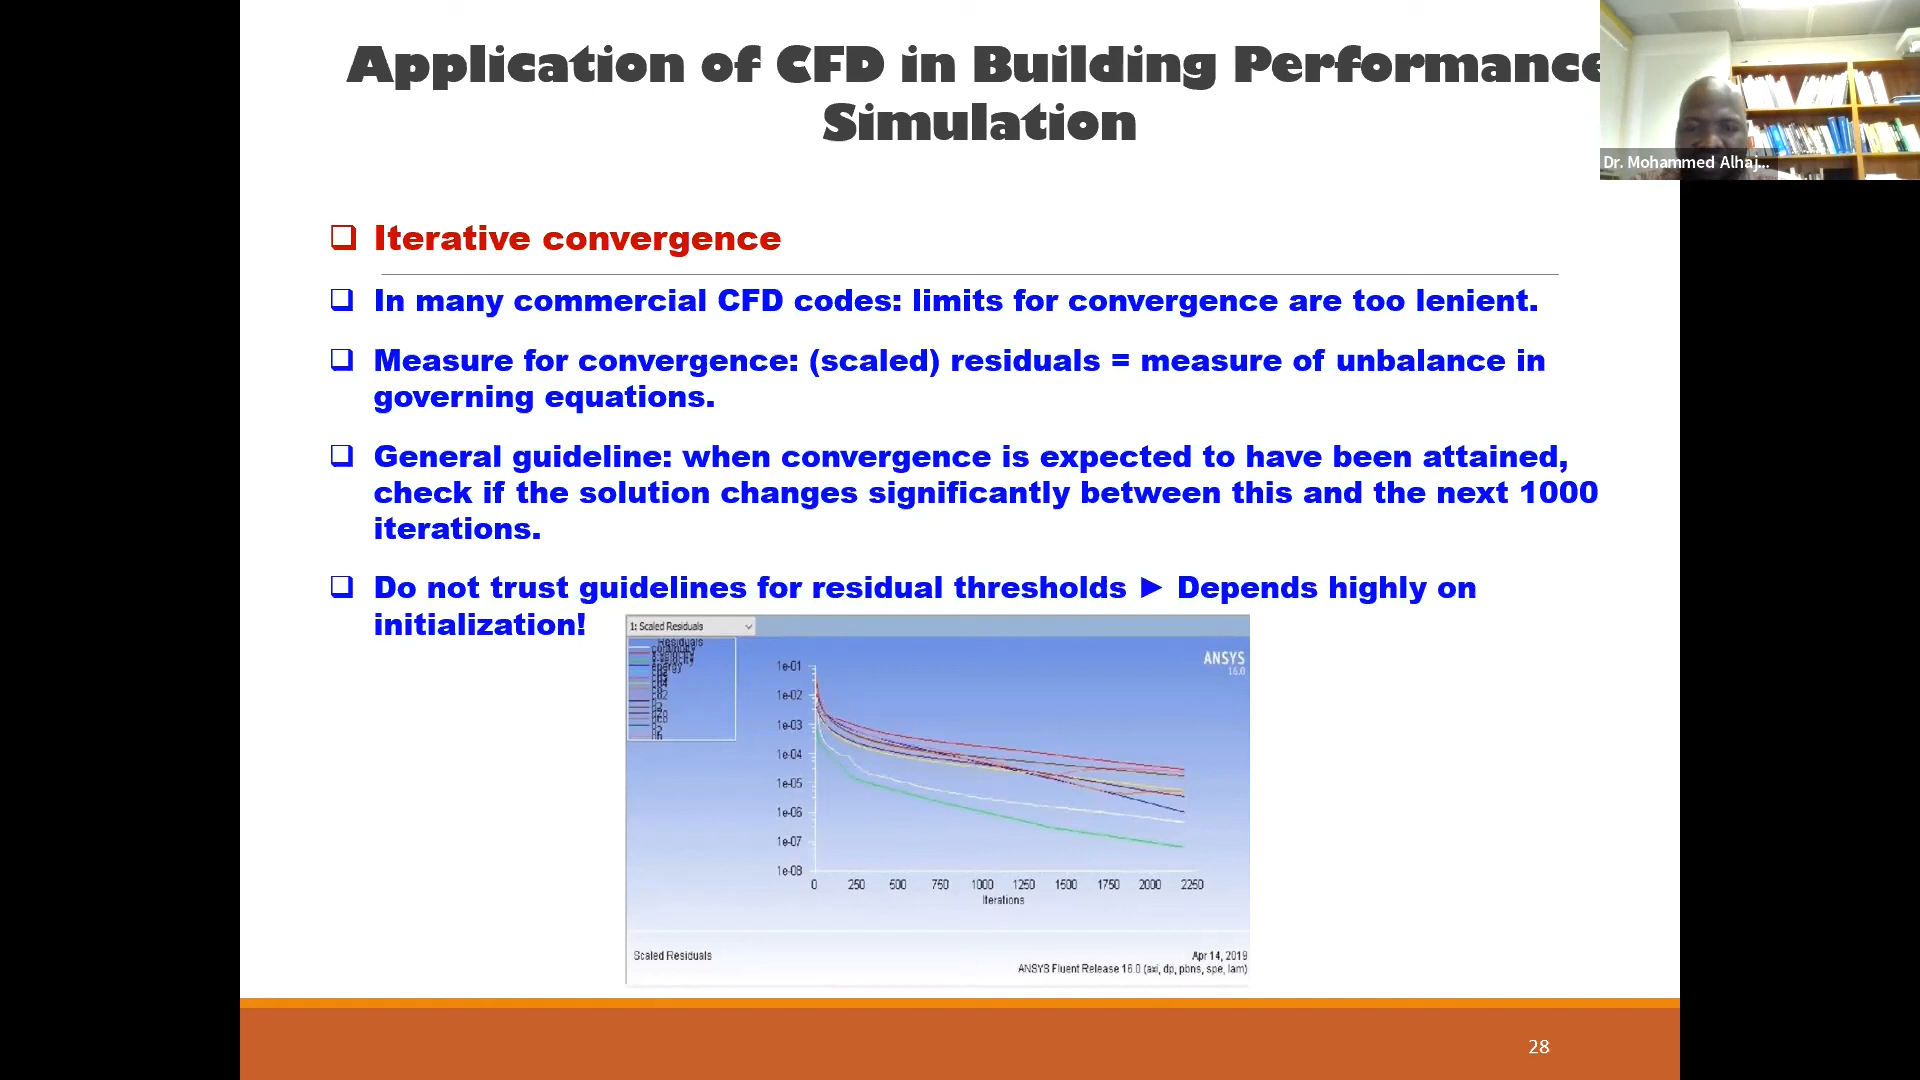 Application of CFD in Building Performance
Simulation
Dr. Mohammed Alhaj...
Iterative convergence
In many commercial CFD codes: limits for convergence are too lenient.
Measure for convergence: (scaled) residuals = measure of unbalance in
governing equations.
General guideline: when convergence is expected to have been attained,
check if the solution changes significantly between this and the next 1000
iterations.
Do not trust guidelines for residual thresholds ► Depends highly on
initialization!
1: Scaled Residuals
Residuals
ANSYS
16.0
1e-01
1e-02
1e-03
1e-04
1e-05
1e-06
1e-07
1e-08
0 250 500 750 1000 1250 1500 1750 2000 2250
Iterations
Scaled Residuals
Apr 14, 2019
ANSYS Fluent Release 16.0 (axi, dp, pbns, spe, lam)
28